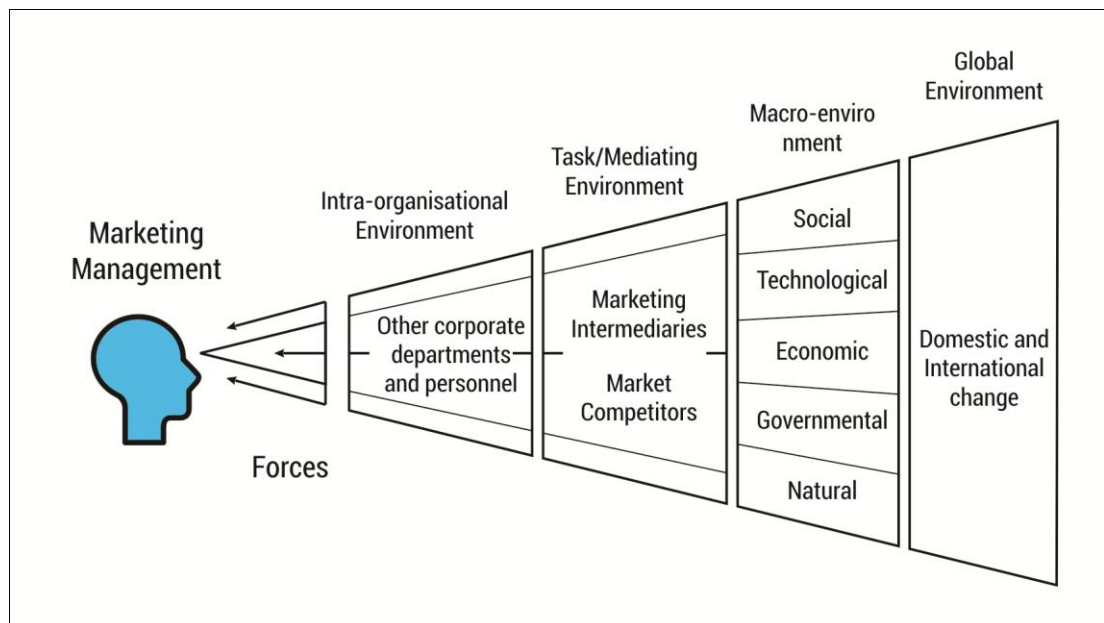 Marketing
Management
Forces
Intra-organisational
Environment
Other corporate
departments
and personnel
Task/Mediating
Environment
Marketing
Intermediaries
Market
Competitors
Macro-enviro
nment
Social
Technological
Economic
Governmental
Natural
Global
Environment
Domestic and
International
change